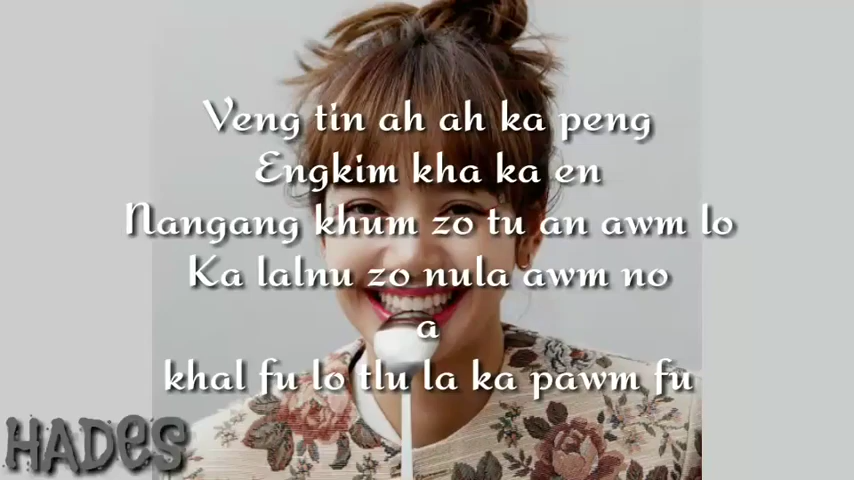 Veng tin ah ah ka peng
Engkim kha ka en
Nangang khum zo tu an awm lo
Ka lalnu zo nula awm no
a
khal fu lo tlu la ka pawm fu
HADES